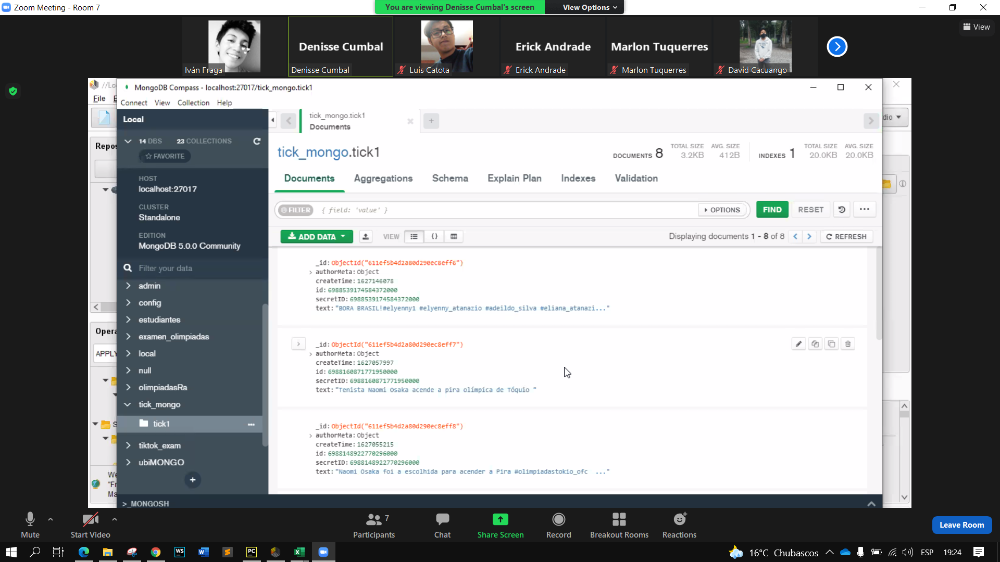 Zoom Meeting - Room 7
You are viewing Denisse Cumbal's screen
View Options
View
Iván Fraga
Denisse Cumbal
Denisse Cumbal
Luis Catota
Erick Andrade
Erick Andrade
Marlon Tuquerres
Marlon Tuquerres
David Cacuango
//Lo
File E
MongoDB Compass - localhost:27017/tick_mongo.tick1
Connect View Collection Help
Local
14 DBS 23 COLLECTIONS
FAVORITE
HOST
localhost:27017
CLUSTER
Standalone
EDITION
MongoDB 5.0.0 Community
Filter your data
admin
config
estudiantes
examen_olimpiadas
local
null
olimpiadasRa
tick_mongo
tick1
tiktok_exam
ubiMONGO
>_MONGOSH
Repos
Opera
APPLY
S
We
"Fr
Ma
dio
tick_mongo.tick1
Documents
tick_mongo.tick1
DOCUMENTS 8 TOTAL SIZE 3.2KB AVG. SIZE 412B
INDEXES 1 TOTAL SIZE 20.0KB AVG. SIZE 20.0KB
Documents Aggregations Schema Explain Plan Indexes Validation
FILTER { field: 'value' } OPTIONS FIND RESET
ADD DATA VIEW {} Displaying documents 1 - 8 of 8 REFRESH
_id: ObjectId("611ef5b4d2a80d290ec8eff6")
authorMeta: Object
createTime: 1627146078
id: 6988539174584372000
secretID: 6988539174584372000
text: "BORA BRASIL!#elyenny1 #elyenny_atanazio #adeildo_silva #eliana_atanazi..."
_id: ObjectId("611ef5b4d2a80d290ec8eff7")
authorMeta: Object
createTime: 1627057997
id: 6988160871771950000
secretID: 6988160871771950000
text: "Tenista Naomi Osaka acende a pira olímpica de Tóquio "
_id: ObjectId("611ef5b4d2a80d290ec8eff8")
authorMeta: Object
createTime: 1627055215
id: 6988148922770296000
secretID: 6988148922770296000
text: "Naomi Osaka foi a escolhida para acender a Pira #olimpiadastokio_ofc ..."
Mute
Start Video
7
Participants
Chat
Share Screen
Record
Breakout Rooms
Reactions
Leave Room
WS
PC
16°C Chubascos
ESP
19:24